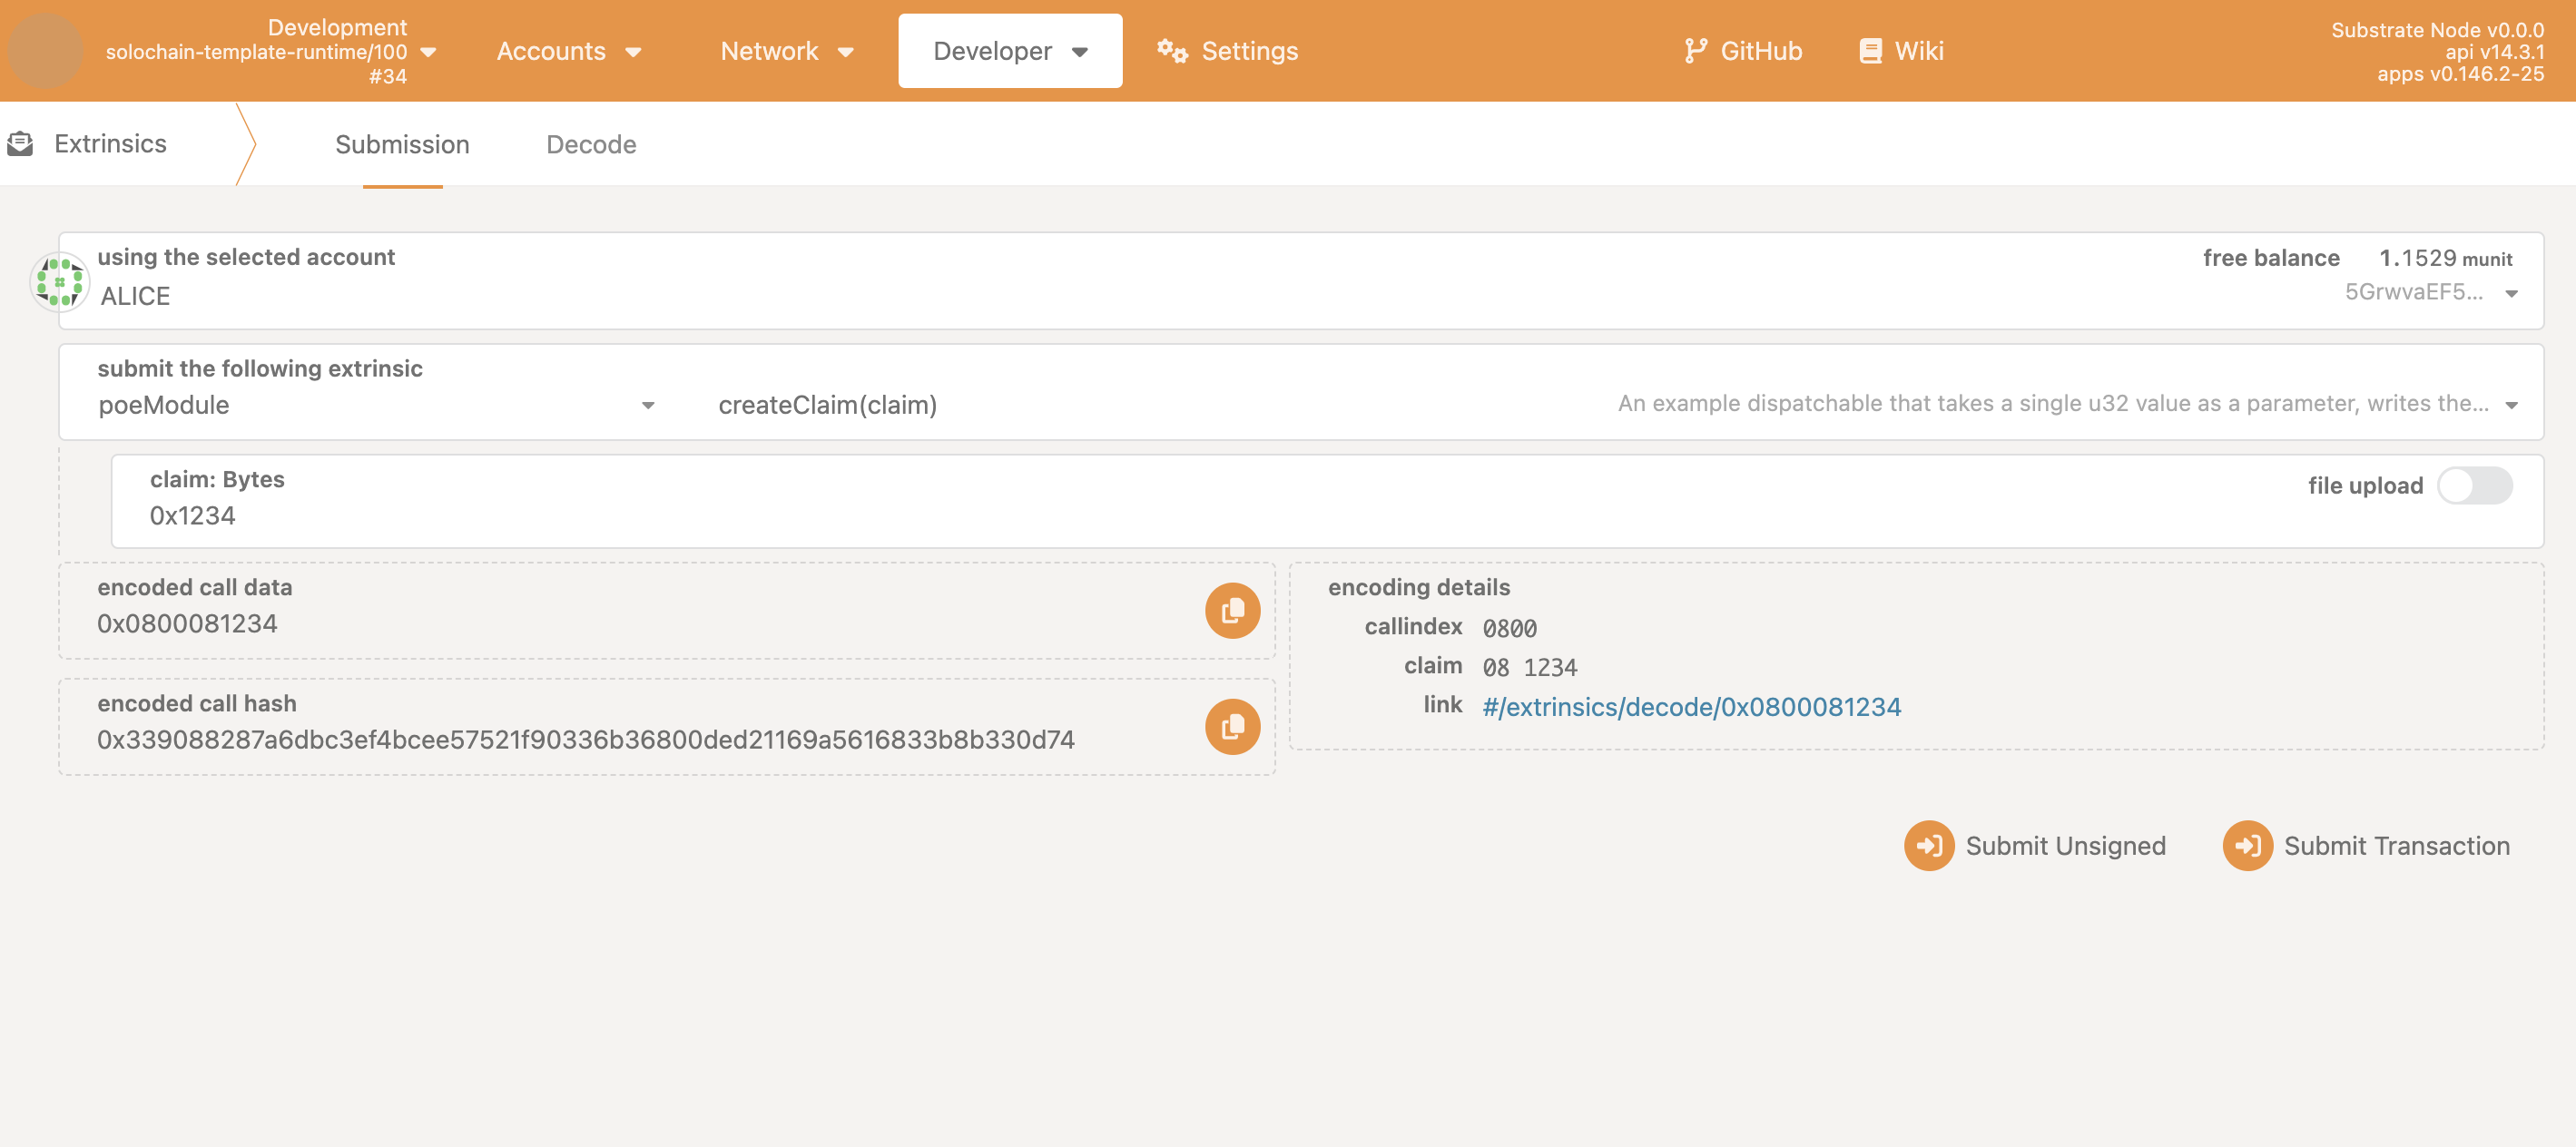 Development
solochain-template-runtime/100
#34
Accounts
Network
Developer
Settings
GitHub
Wiki
Substrate Node v0.0.0
api v14.3.1
apps v0.146.2-25
Extrinsics
Submission
Decode
using the selected account
ALICE
free balance 1.1529 munit
5GrwvaEF5...
submit the following extrinsic
poeModule
createClaim(claim)
An example dispatchable that takes a single u32 value as a parameter, writes the...
claim: Bytes
0x1234
file upload
encoded call data
0x0800081234
encoded call hash
0x339088287a6dbc3ef4bcee57521f90336b36800ded21169a5616833b8b330d74
encoding details
callindex 0800
claim 08 1234
link #/extrinsics/decode/0x0800081234
Submit Unsigned
Submit Transaction